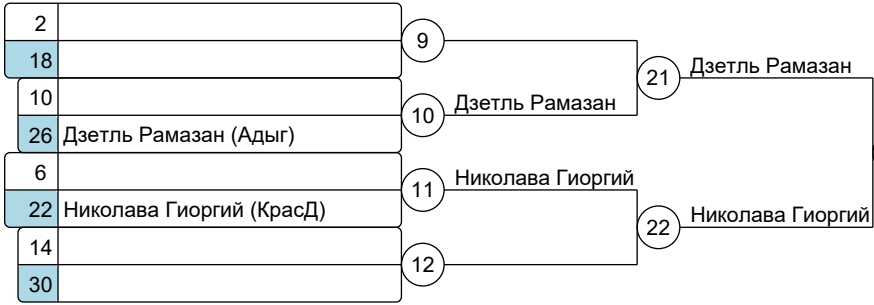 2
9
18
21 Дзетль Рамазан
10
10 Дзетль Рамазан
26 Дзетль Рамазан (Адыг)
6
11 Николава Гиоргий
22 Николава Гиоргий (КрасД)
22 Николава Гиоргий
14
12
30